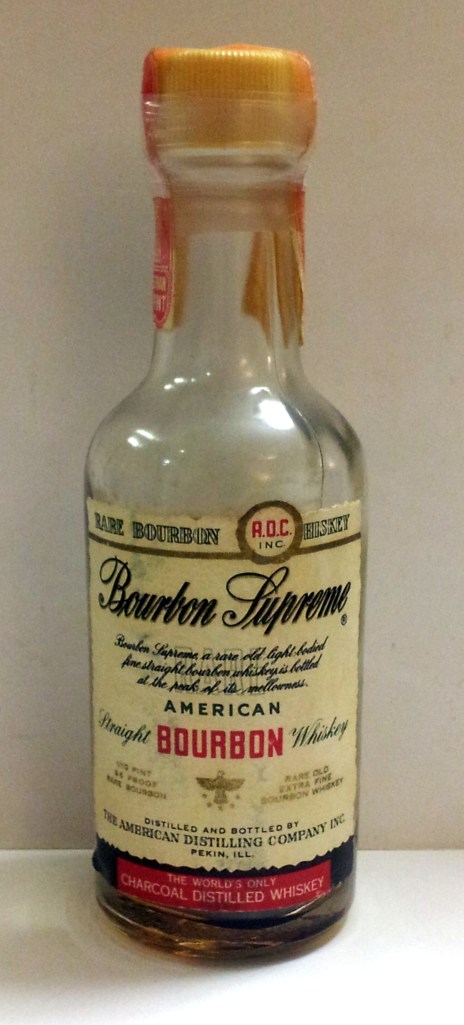 RARE BOURBON
A.D.C.
INC
WHISKEY
Bourbon Supreme®
Bourbon Supreme, a rare old light bodied
fine straight bourbon whiskey, is bottled
at the peak of its mellowness.
AMERICAN
Straight BOURBON Whiskey
1/10 PINT
86 PROOF
RARE BOURBON
RARE OLD
EXTRA FINE
BOURBON WHISKEY
DISTILLED AND BOTTLED BY
THE AMERICAN DISTILLING COMPANY INC.
PEKIN, ILL.
THE WORLD'S ONLY
CHARCOAL DISTILLED WHISKEY